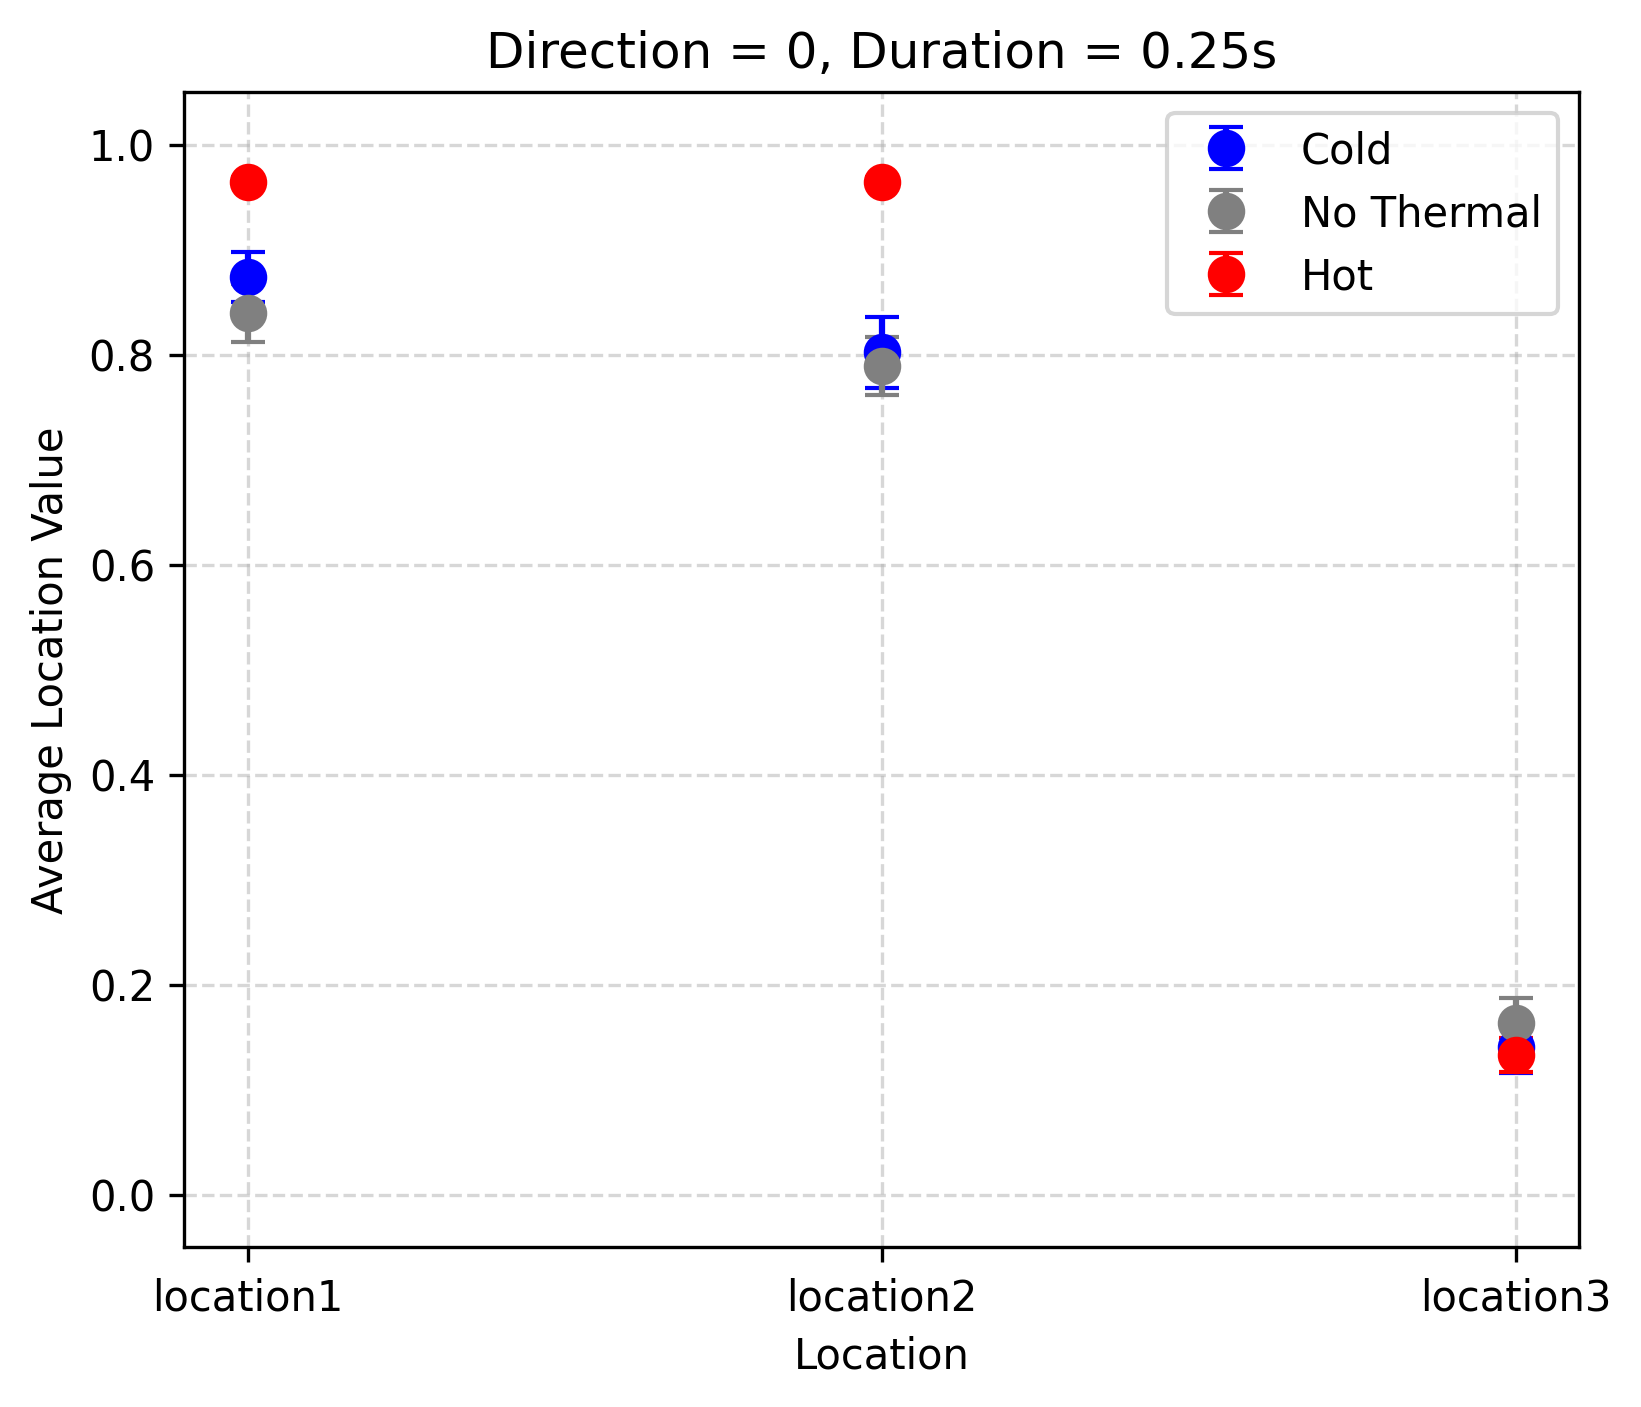 Direction = 0, Duration = 0.25s
Cold
No Thermal
Hot
1.0
0.8
0.6
0.4
0.2
0.0
Average Location Value
location1 location2 location3
Location